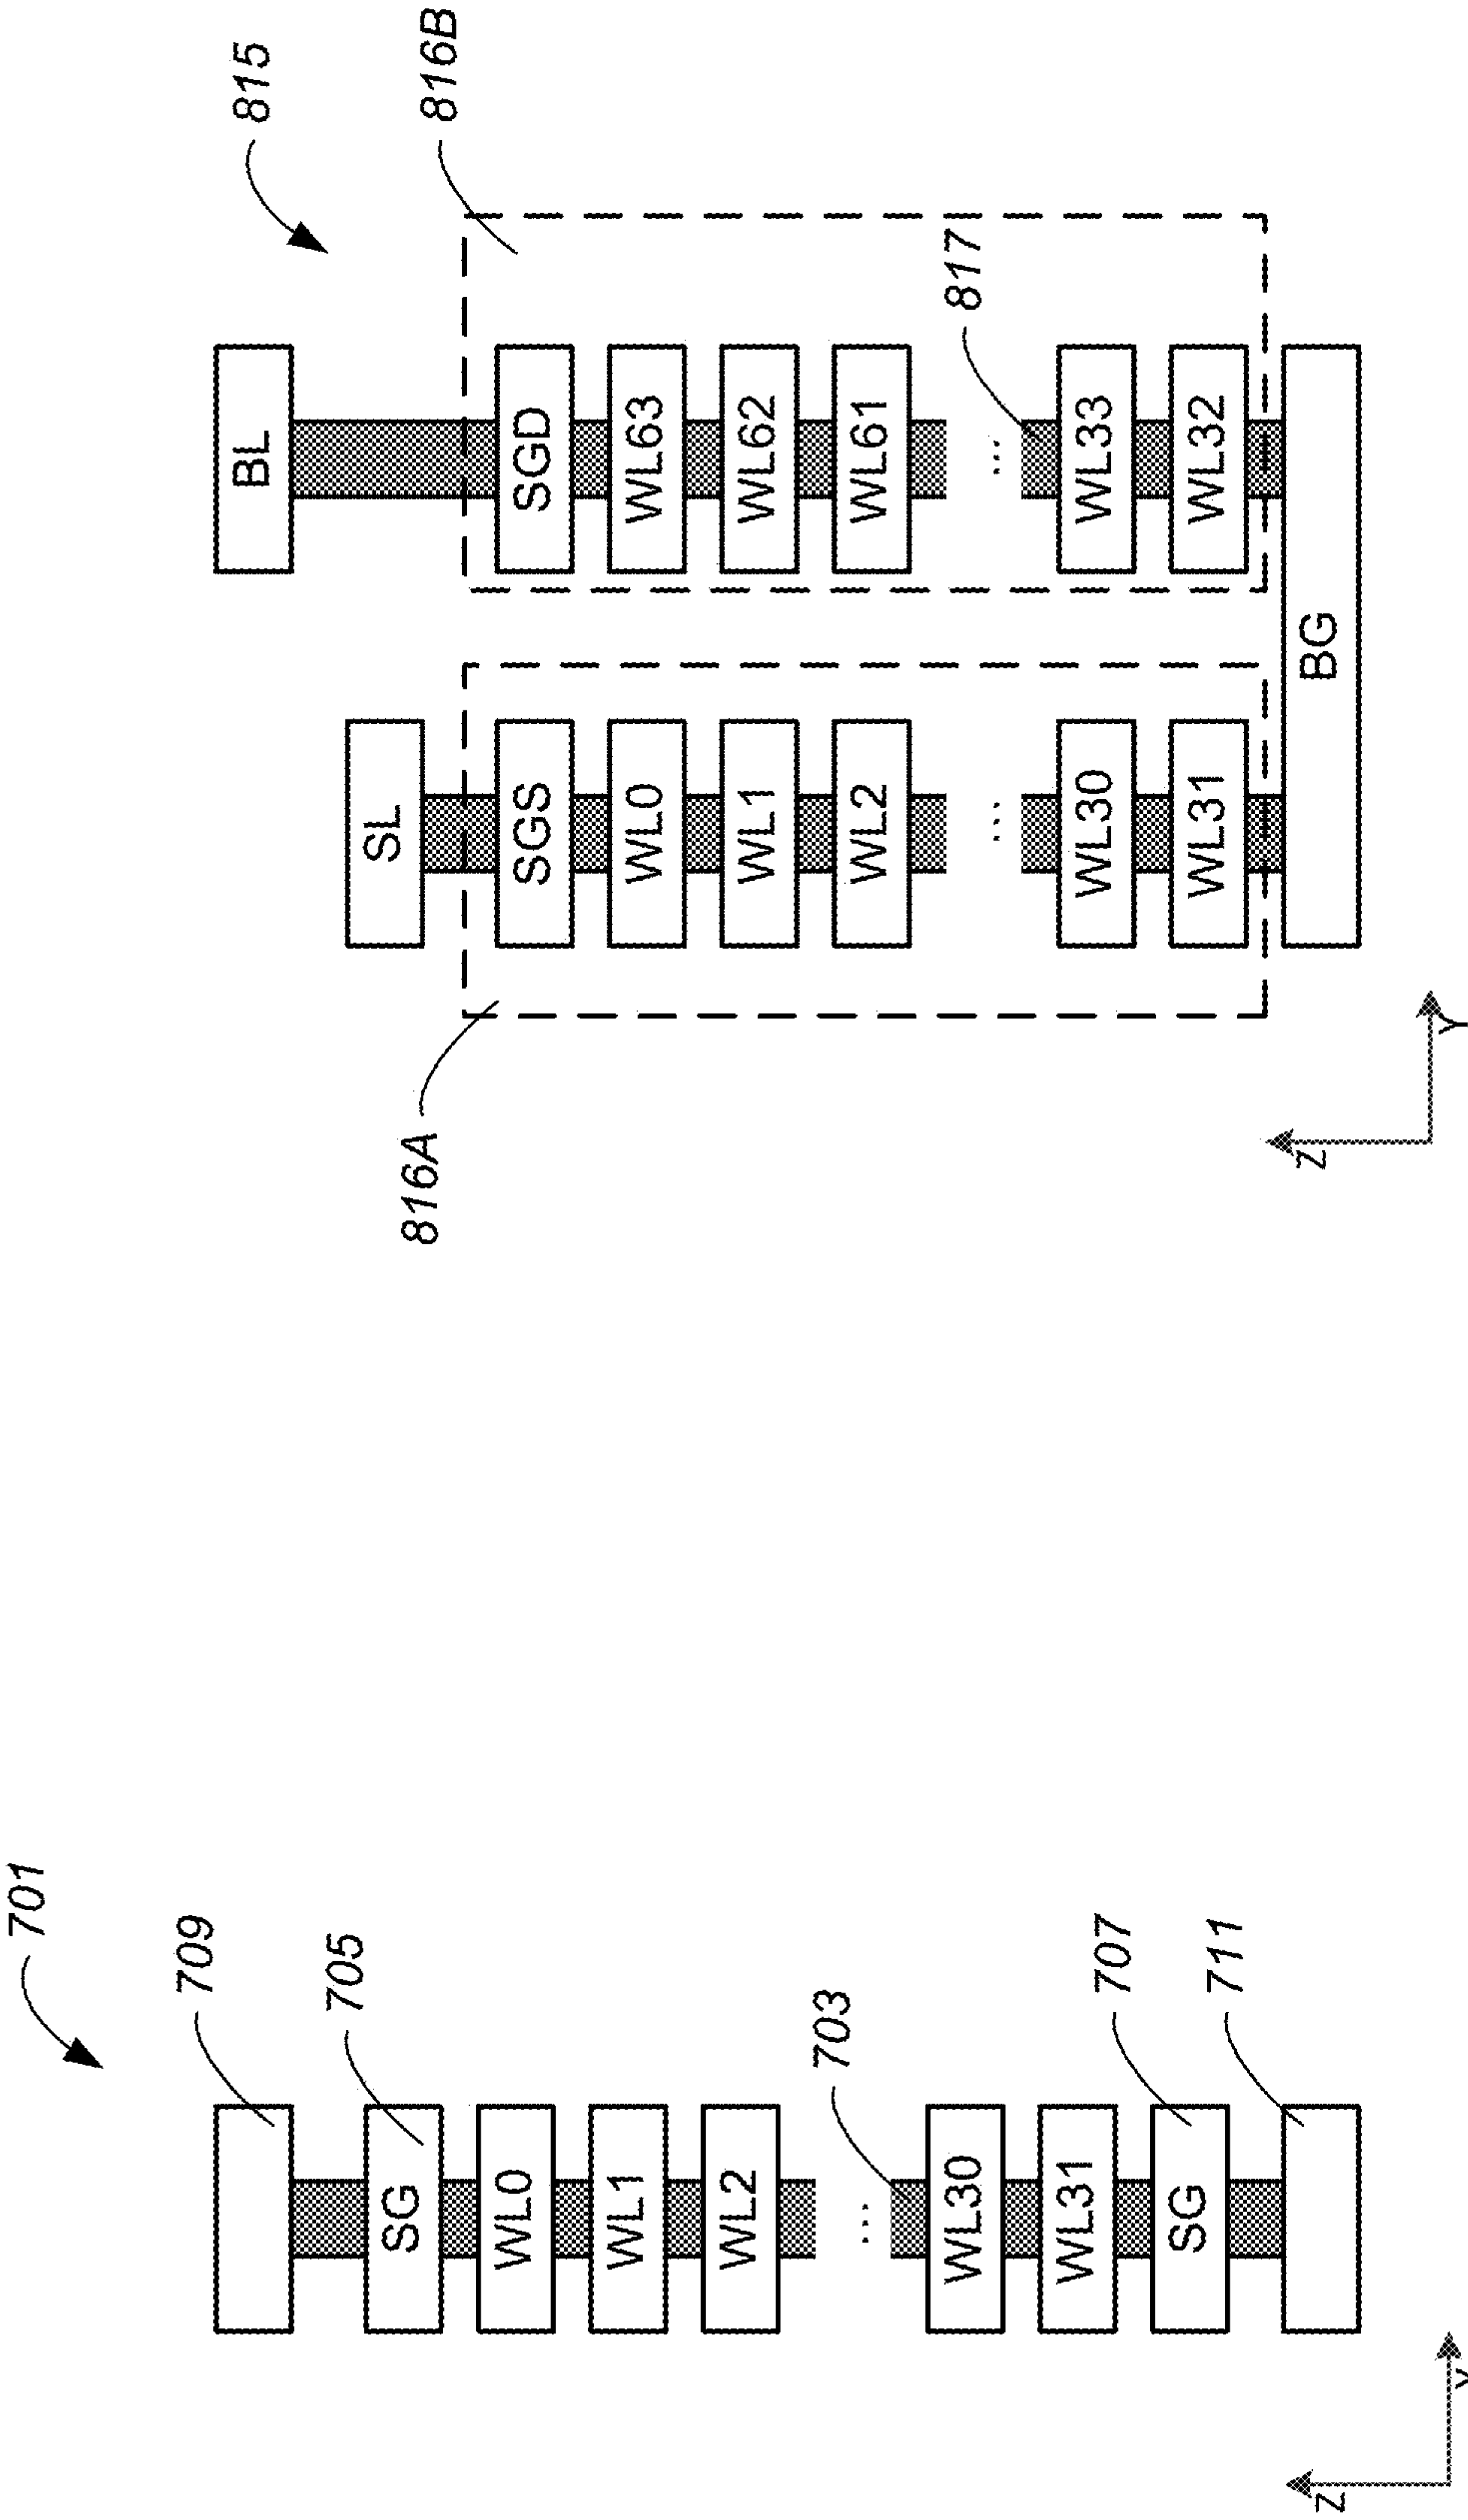 701
709
705
SG
WL0
WL1
WL2
703
...
WL30
WL31
707
SG
711
Z
Y
815
816B
BL
SL
816A
SGS
SGD
WL0
WL63
WL1
WL62
WL2
WL61
817
...
...
WL30
WL33
WL31
WL32
BG
Z
Y